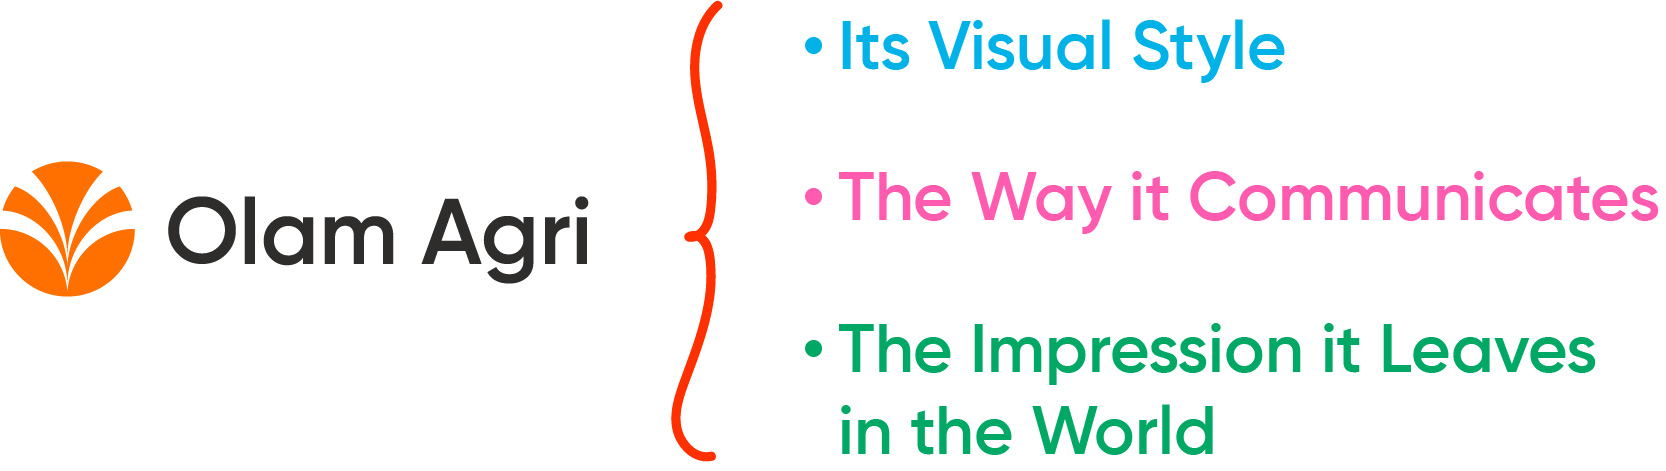 Olam Agri
• Its Visual Style
• The Way it Communicates
• The Impression it Leaves
in the World